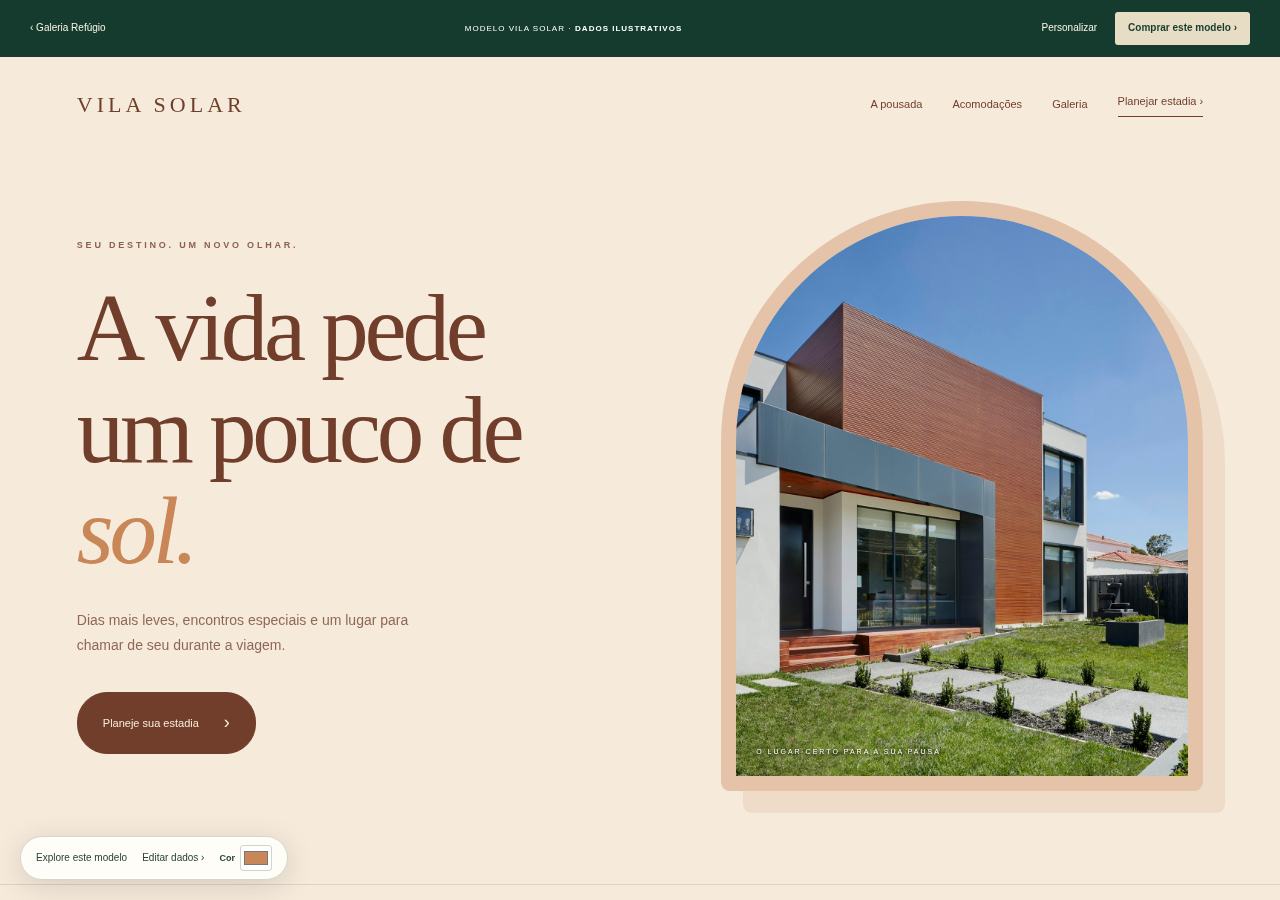 ‹ Galeria Refúgio
MODELO VILA SOLAR · DADOS ILUSTRATIVOS
Personalizar
Comprar este modelo ›
VILA SOLAR
A pousada
Acomodações
Galeria
Planejar estadia ›
SEU DESTINO. UM NOVO OLHAR.
A vida pede
um pouco de
sol.
Dias mais leves, encontros especiais e um lugar para
chamar de seu durante a viagem.
Planeje sua estadia ›
O LUGAR CERTO PARA A SUA PAUSA
Explore este modelo
Editar dados ›
Cor